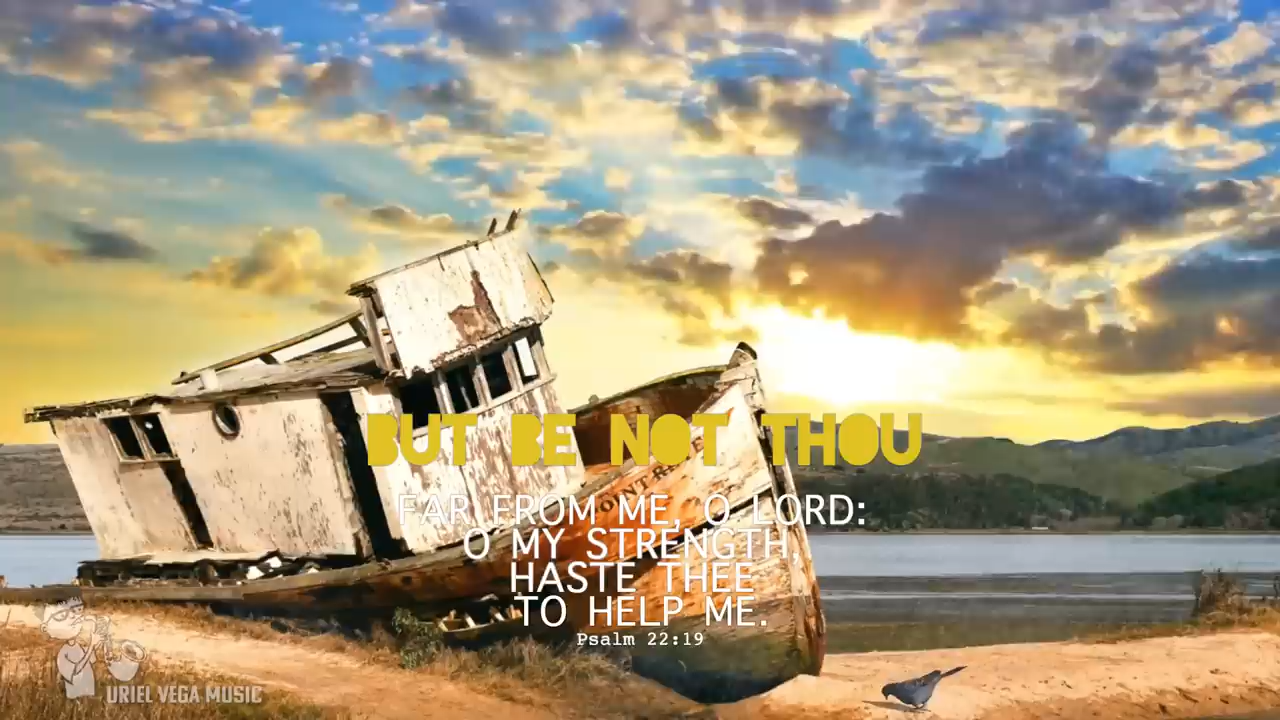 BUT BE NOT THOU
FAR FROM ME, O LORD:
O MY STRENGTH,
HASTE THEE
TO HELP ME.
Psalm 22:19
URIEL VEGA MUSIC